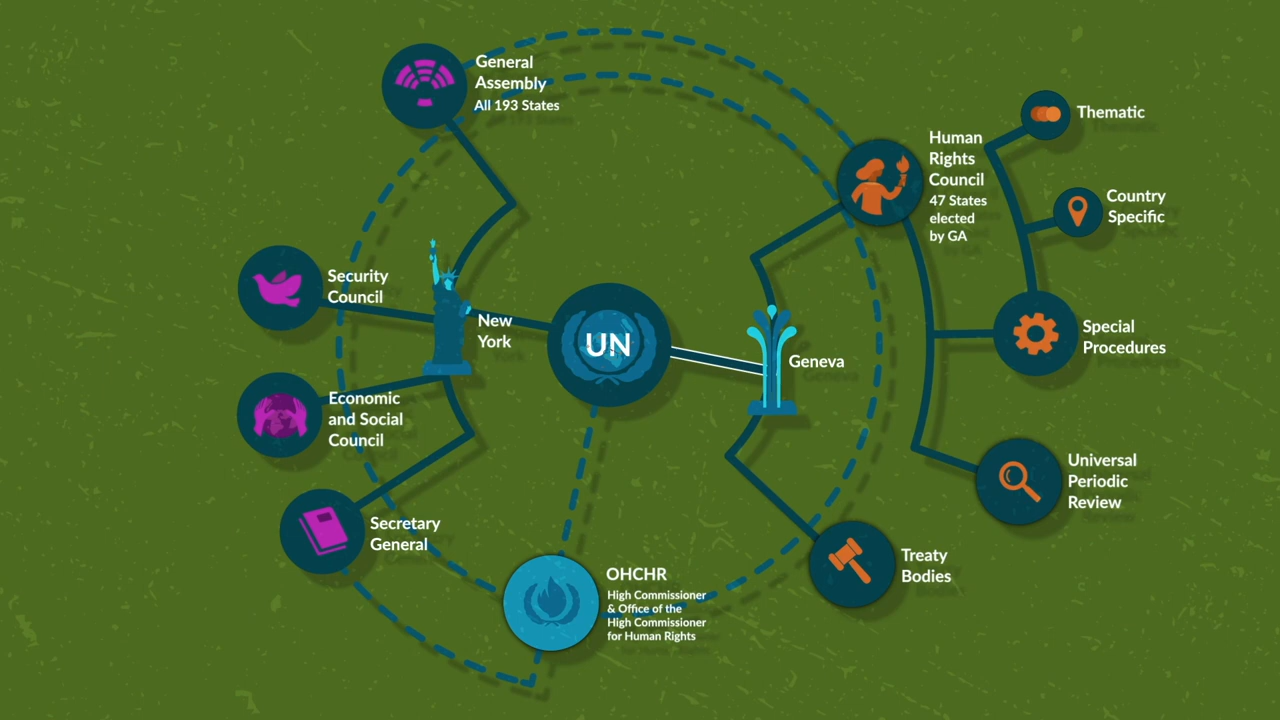 General
Assembly
All 193 States
Human
Rights
Council
47 States
elected
by GA
Thematic
Country
Specific
Security
Council
New
York
UN
Geneva
Special
Procedures
Economic
and Social
Council
Universal
Periodic
Review
Secretary
General
OHCHR
High Commissioner
& Office of the
High Commissioner
for Human Rights
Treaty
Bodies